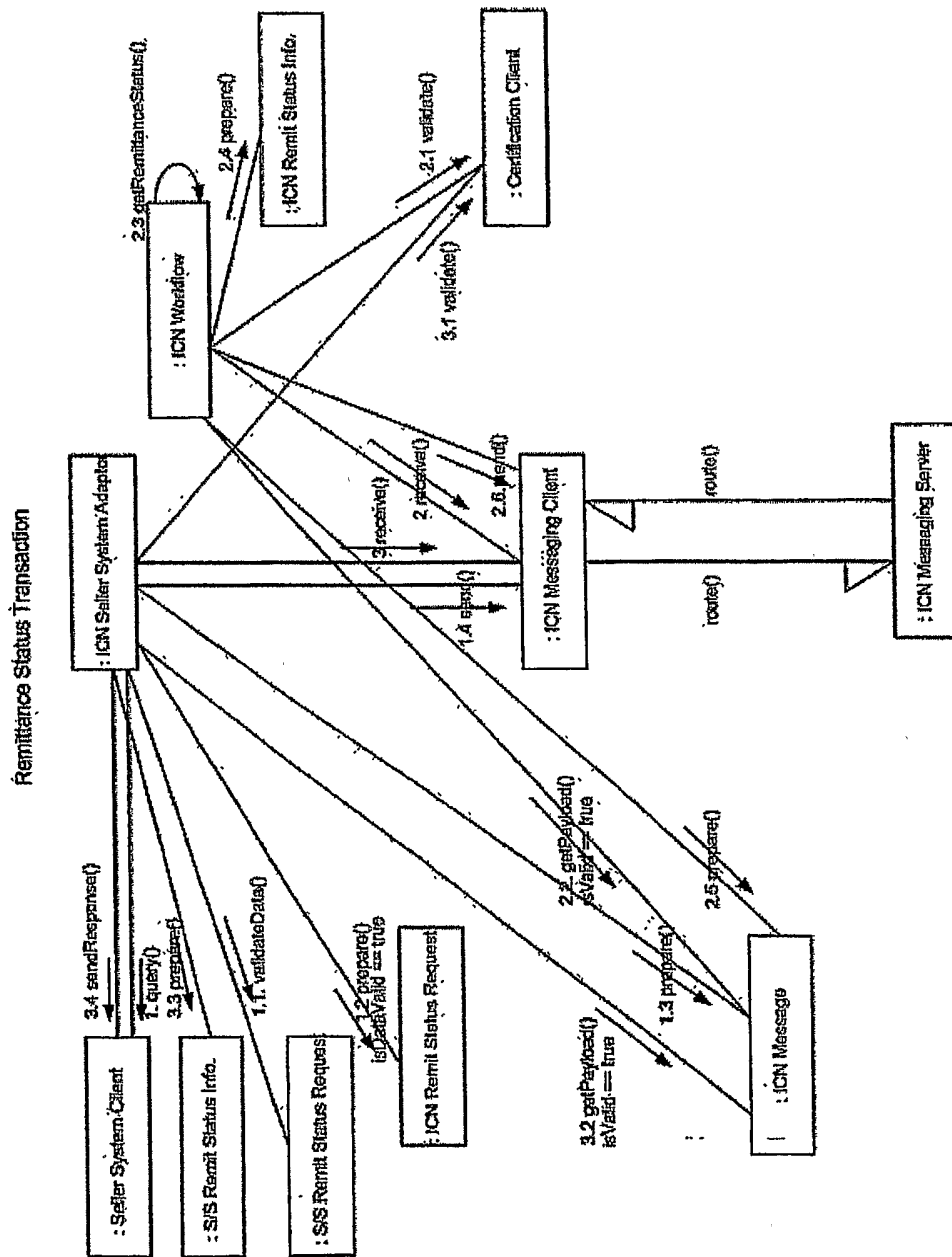 Remittance Status Transaction
: Seller System Client
: S/S Remit Status Info.
: S/S Remit Status Request
: ICN Remit Status Request
: ICN Message
3.4 sendResponse()
1. query()
3.3 prepare()
1.1. validateData()
1.2 prepare()
isDataValid == true
3.2 getPayload()
isValid == true
1.3 prepare()
2.2 getPayload()
isValid == true
2.5 prepare()
: ICN Seller System Adaptor
: ICN Workflow
2.3 getRemittanceStatus()
2.4 prepare()
: ICN Remit Status Info.
2.1 validate()
3.1 validate()
: Certification Client
3 receive()
1.4 send()
2 receive()
2.6 send()
: ICN Messaging Client
route()
route()
: ICN Messaging Server